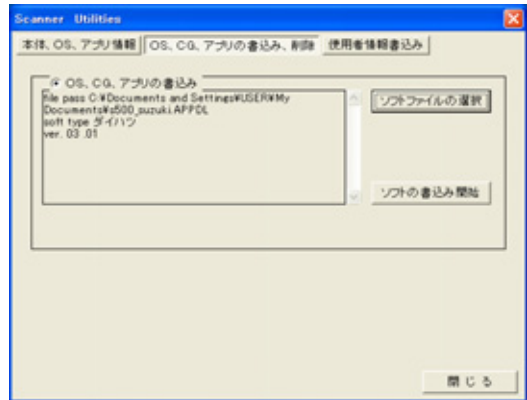 Scanner Utilities
本体、OS、アプリ情報 OS、CG、アプリの書込み、削除 使用者情報書込み
OS、CG、アプリの書込み
file pass C:¥Documents and Settings¥USER¥My
Documents¥s500_suzuki.APPDL
soft type ダイハツ
ver. 03 .01
ソフトファイルの選択
ソフトの書込み開始
閉じる